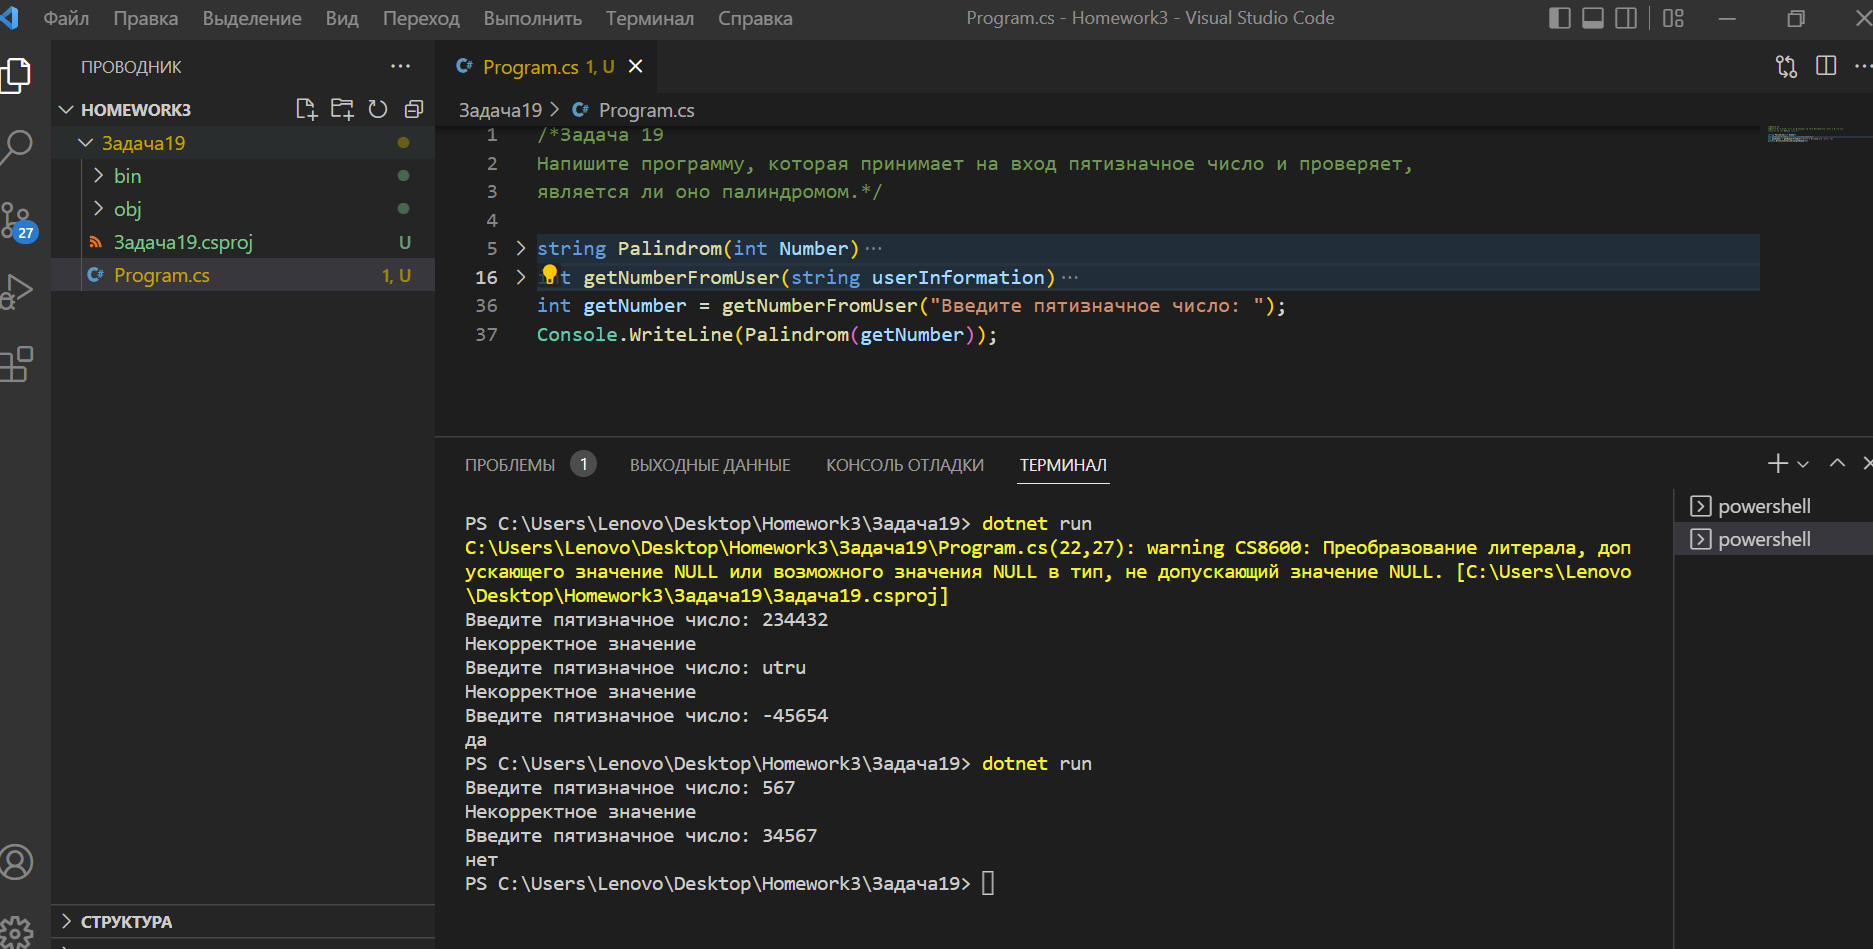 Файл Правка Выделение Вид Переход Выполнить Терминал Справка Program.cs - Homework3 - Visual Studio Code
ПРОВОДНИК ···
HOMEWORK3
Задача19
bin
obj
Задача19.csproj U
Program.cs 1, U
27
СТРУКТУРА
C# Program.cs 1, U
Задача19 > C# Program.cs
1 /*Задача 19
2 Напишите программу, которая принимает на вход пятизначное число и проверяет,
3 является ли оно палиндромом.*/
4
5 string Palindrom(int Number)···
16 int getNumberFromUser(string userInformation)···
36 int getNumber = getNumberFromUser("Введите пятизначное число: ");
37 Console.WriteLine(Palindrom(getNumber));
ПРОБЛЕМЫ 1 ВЫХОДНЫЕ ДАННЫЕ КОНСОЛЬ ОТЛАДКИ ТЕРМИНАЛ
PS C:\Users\Lenovo\Desktop\Homework3\Задача19> dotnet run
C:\Users\Lenovo\Desktop\Homework3\Задача19\Program.cs(22,27): warning CS8600: Преобразование литерала, доп
ускающего значение NULL или возможного значения NULL в тип, не допускающий значение NULL. [C:\Users\Lenovo
\Desktop\Homework3\Задача19\Задача19.csproj]
Введите пятизначное число: 234432
Некорректное значение
Введите пятизначное число: utru
Некорректное значение
Введите пятизначное число: -45654
да
PS C:\Users\Lenovo\Desktop\Homework3\Задача19> dotnet run
Введите пятизначное число: 567
Некорректное значение
Введите пятизначное число: 34567
нет
PS C:\Users\Lenovo\Desktop\Homework3\Задача19>
powershell
powershell